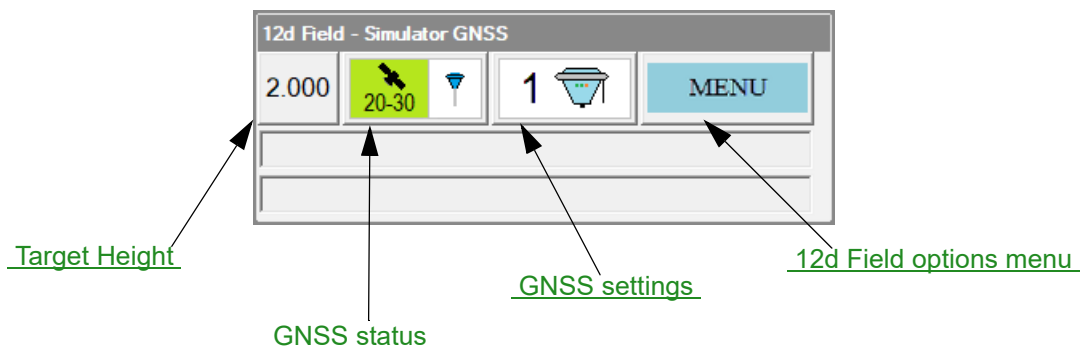 12d Field - Simulator GNSS
2.000
20-30
1
MENU
Target Height
12d Field options menu
GNSS settings
GNSS status